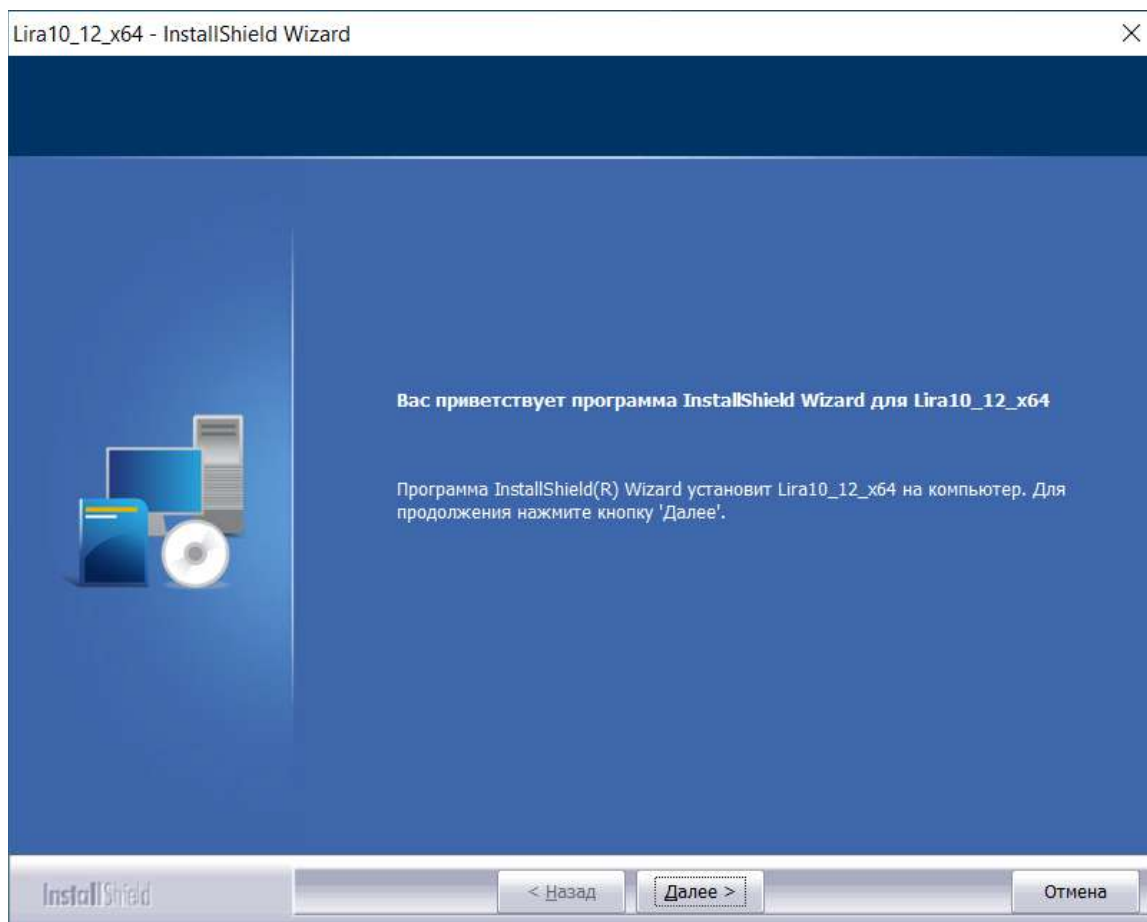 Lira10_12_x64 - InstallShield Wizard
Вас приветствует программа InstallShield Wizard для Lira10_12_x64
Программа InstallShield(R) Wizard установит Lira10_12_x64 на компьютер. Для
продолжения нажмите кнопку 'Далее'.
InstallShield
< Назад
Далее >
Отмена